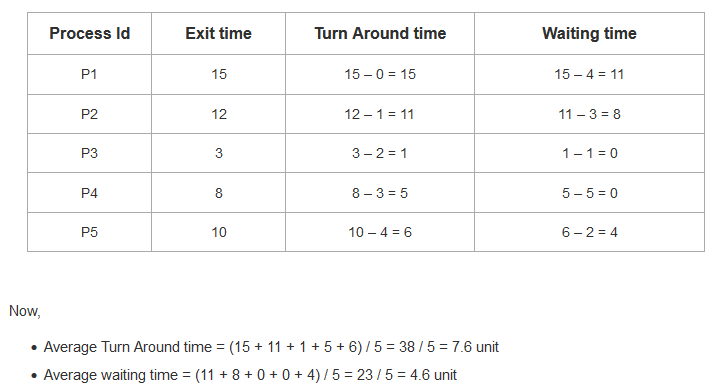 Process Id Exit time Turn Around time Waiting time
P1 15 15 – 0 = 15 15 – 4 = 11
P2 12 12 – 1 = 11 11 – 3 = 8
P3 3 3 – 2 = 1 1 – 1 = 0
P4 8 8 – 3 = 5 5 – 5 = 0
P5 10 10 – 4 = 6 6 – 2 = 4
Now,
• Average Turn Around time = (15 + 11 + 1 + 5 + 6) / 5 = 38 / 5 = 7.6 unit
• Average waiting time = (11 + 8 + 0 + 0 + 4) / 5 = 23 / 5 = 4.6 unit